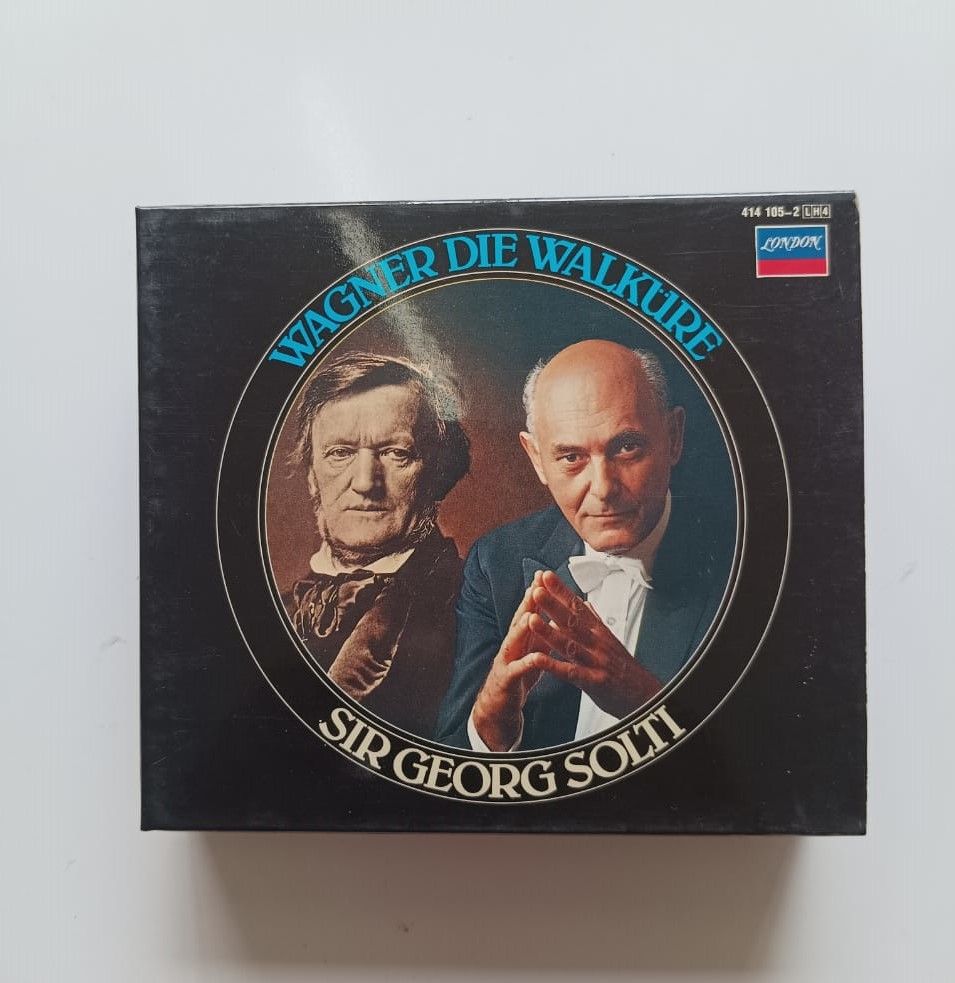 414 105-2 LH4
LONDON
WAGNER DIE WALKÜRE
SIR GEORG SOLTI